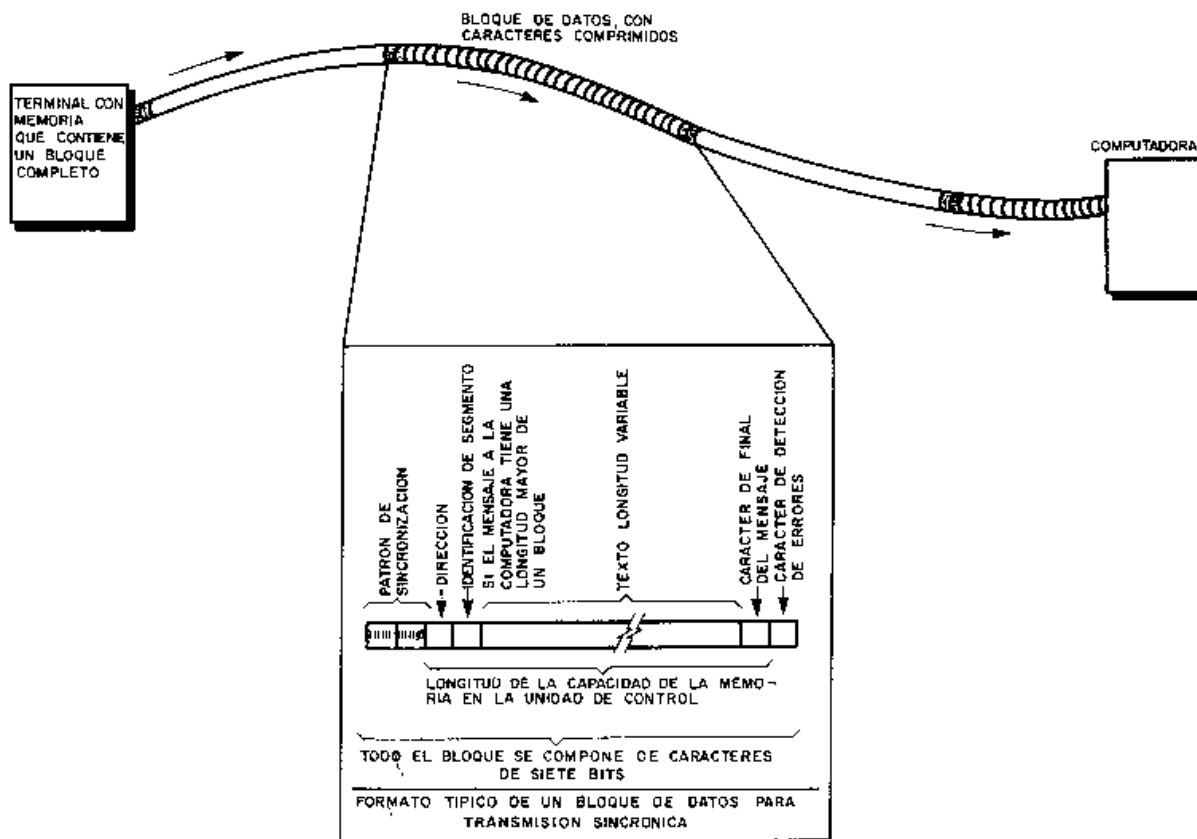 BLOQUE DE DATOS, CON
CARACTERES COMPRIMIDOS
TERMINAL CON
MEMORIA
QUE CONTIENE
UN BLOQUE
COMPLETO
COMPUTADORA
PATRON DE
SINCRONIZACION
DIRECCION
IDENTIFICACION DE SEGMENTO
SI EL MENSAJE A LA
COMPUTADORA TIENE UNA
LONGITUD MAYOR DE
UN BLOQUE
TEXTO LONGITUD VARIABLE
CARACTER DE FINAL
DEL MENSAJE
CARACTER DE DETECCION
DE ERRORES
LONGITUD DE LA CAPACIDAD DE LA MEMO-
RIA EN LA UNIDAD DE CONTROL
TODO EL BLOQUE SE COMPONE DE CARACTERES
DE SIETE BITS
FORMATO TIPICO DE UN BLOQUE DE DATOS PARA
TRANSMISION SINCRONICA